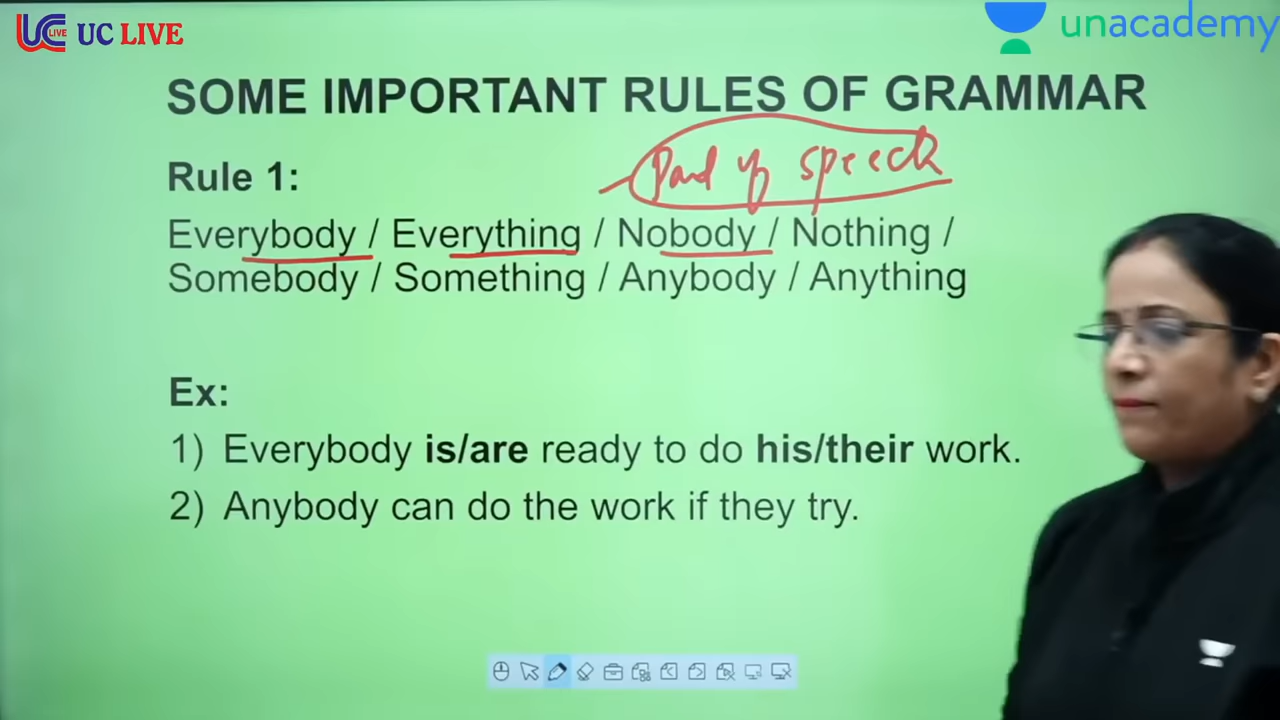 UC LIVE UC LIVE
unacademy
SOME IMPORTANT RULES OF GRAMMAR
Part of speech
Rule 1:
Everybody / Everything / Nobody / Nothing /
Somebody / Something / Anybody / Anything
Ex:
1) Everybody is/are ready to do his/their work.
2) Anybody can do the work if they try.